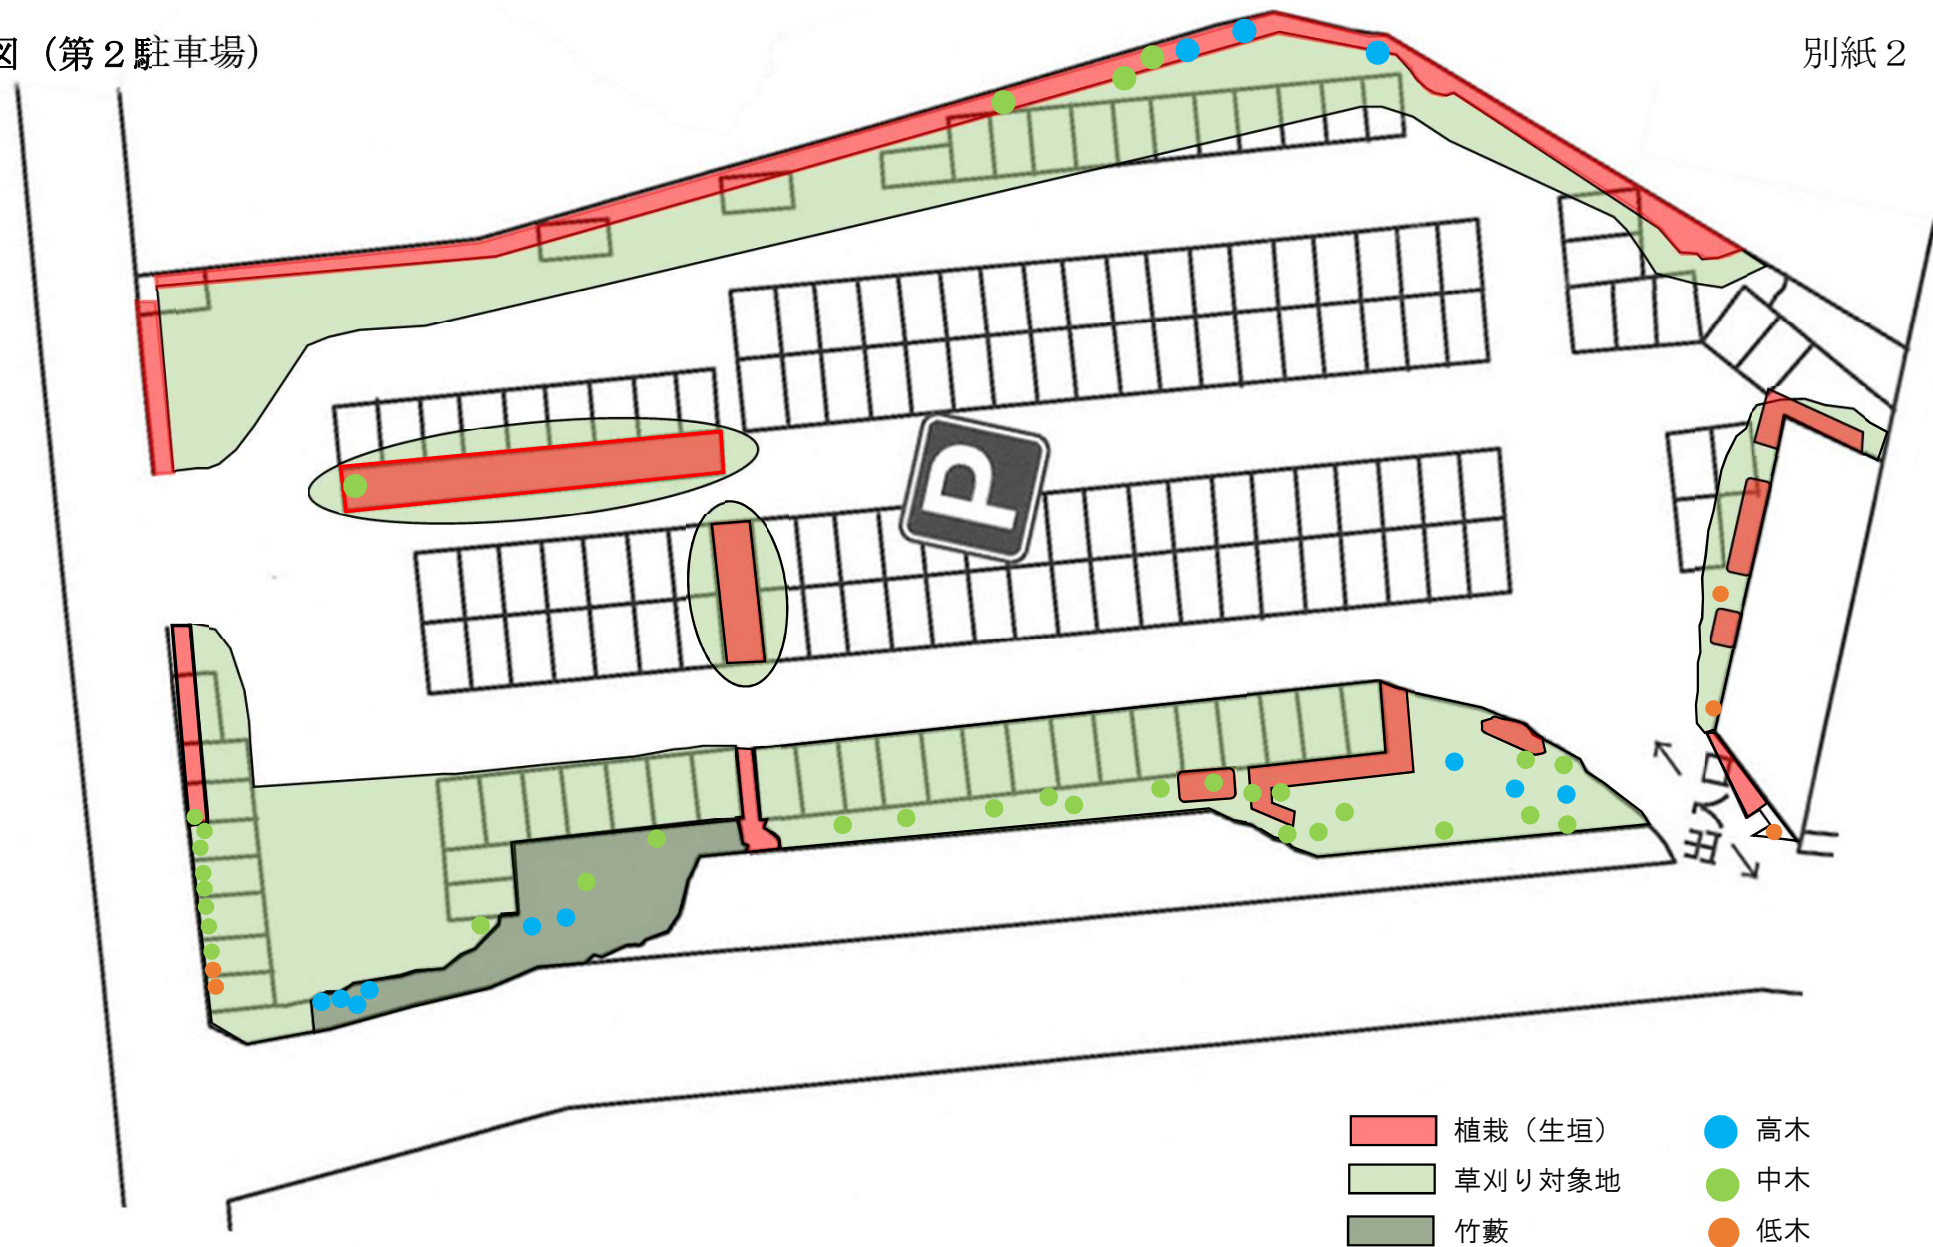 図（第２駐車場）
別紙２
P
出入口
植栽（生垣）
高木
草刈り対象地
中木
竹藪
低木